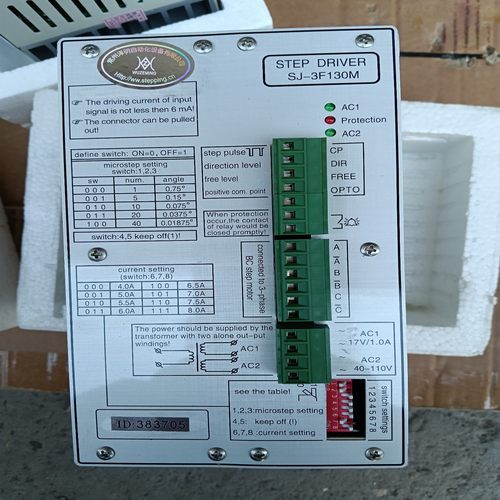 WUZEMING
Http://www.stepping.cn
STEP DRIVER
SJ-3F130M
☞ The driving current of input
signal is not less then 6 mA!
☞ The connector can be pulled
out!
AC1
Protection
AC2
define switch: ON=0, OFF=1
microstep setting
switch:1,2,3
sw num. angle
0 0 0 1 0.75°
0 0 1 5 0.15°
0 1 0 10 0.075°
0 1 1 20 0.0375°
1 0 0 40 0.01875°
switch:4,5 keep off(1)!
step pulse
direction level
free level
positive com. point
CP
DIR
FREE
OPTO
When protection
occur,the contact
of relay would be
closed promptly!
current setting
(switch:6,7,8)
0 0 0 4.0A 1 0 0 6.5A
0 0 1 5.0A 1 0 1 7.0A
0 1 0 5.5A 1 1 0 7.5A
0 1 1 6.0A 1 1 1 8.0A
connected to 3-phase
BC step motor
A
A
B
B
C
C
The power should be supplied by the
transformer with two alone out-put
windings!
AC1
AC2
AC1
~ 17V/1.0A
AC2
~ 40-110V
see the table!
1,2,3:microstep setting
4,5: keep off (!)
6,7,8 :current setting
1 2 3 4 5 6 7 8
switch settings
ID:383705